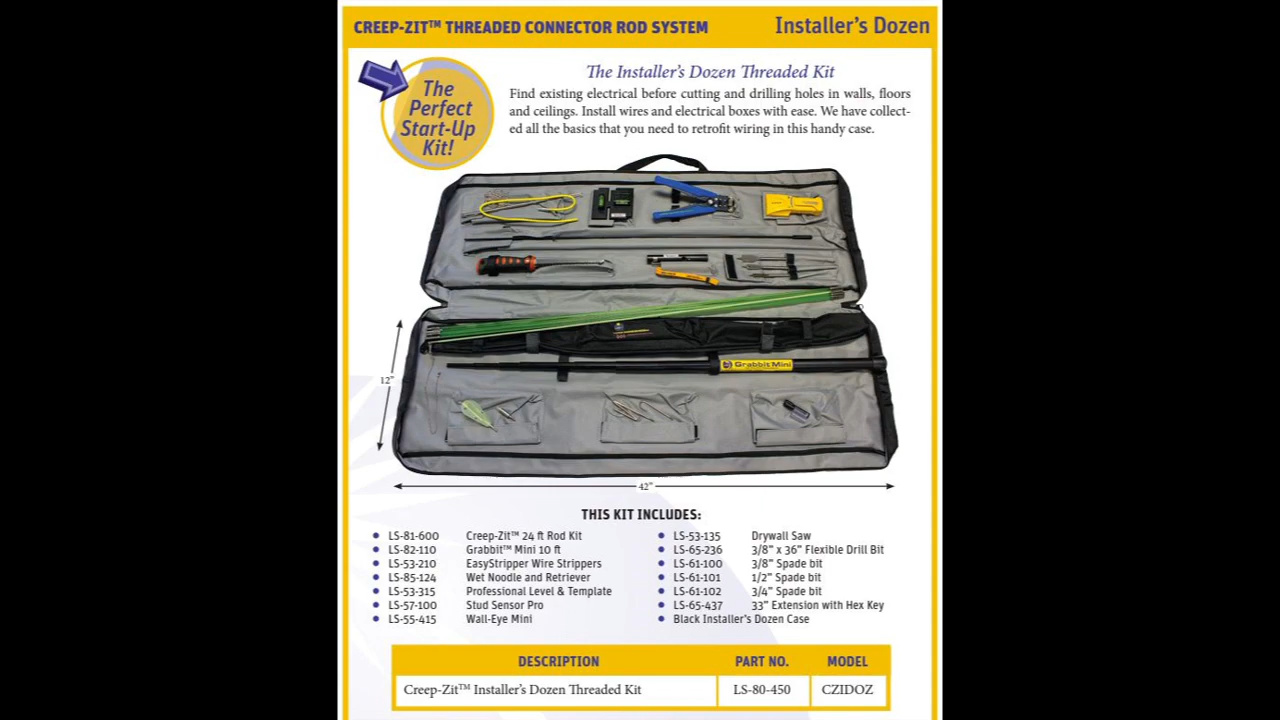 CREEP-ZIT™ THREADED CONNECTOR ROD SYSTEM
Installer's Dozen
The Perfect Start-Up Kit!
The Installer's Dozen Threaded Kit
Find existing electrical before cutting and drilling holes in walls, floors
and ceilings. Install wires and electrical boxes with ease. We have collect-
ed all the basics that you need to retrofit wiring in this handy case.
Grabbit Mini
12"
42"
THIS KIT INCLUDES:
LS-81-600 Creep-Zit™ 24 ft Rod Kit
LS-82-110 Grabbit™ Mini 10 ft
LS-53-210 EasyStripper Wire Strippers
LS-85-124 Wet Noodle and Retriever
LS-53-315 Professional Level & Template
LS-57-100 Stud Sensor Pro
LS-55-415 Wall-Eye Mini
LS-53-135 Drywall Saw
LS-65-236 3/8" x 36" Flexible Drill Bit
LS-61-100 3/8" Spade bit
LS-61-101 1/2" Spade bit
LS-61-102 3/4" Spade bit
LS-65-437 33" Extension with Hex Key
Black Installer's Dozen Case
DESCRIPTION PART NO. MODEL
Creep-Zit™ Installer's Dozen Threaded Kit LS-80-450 CZIDOZ